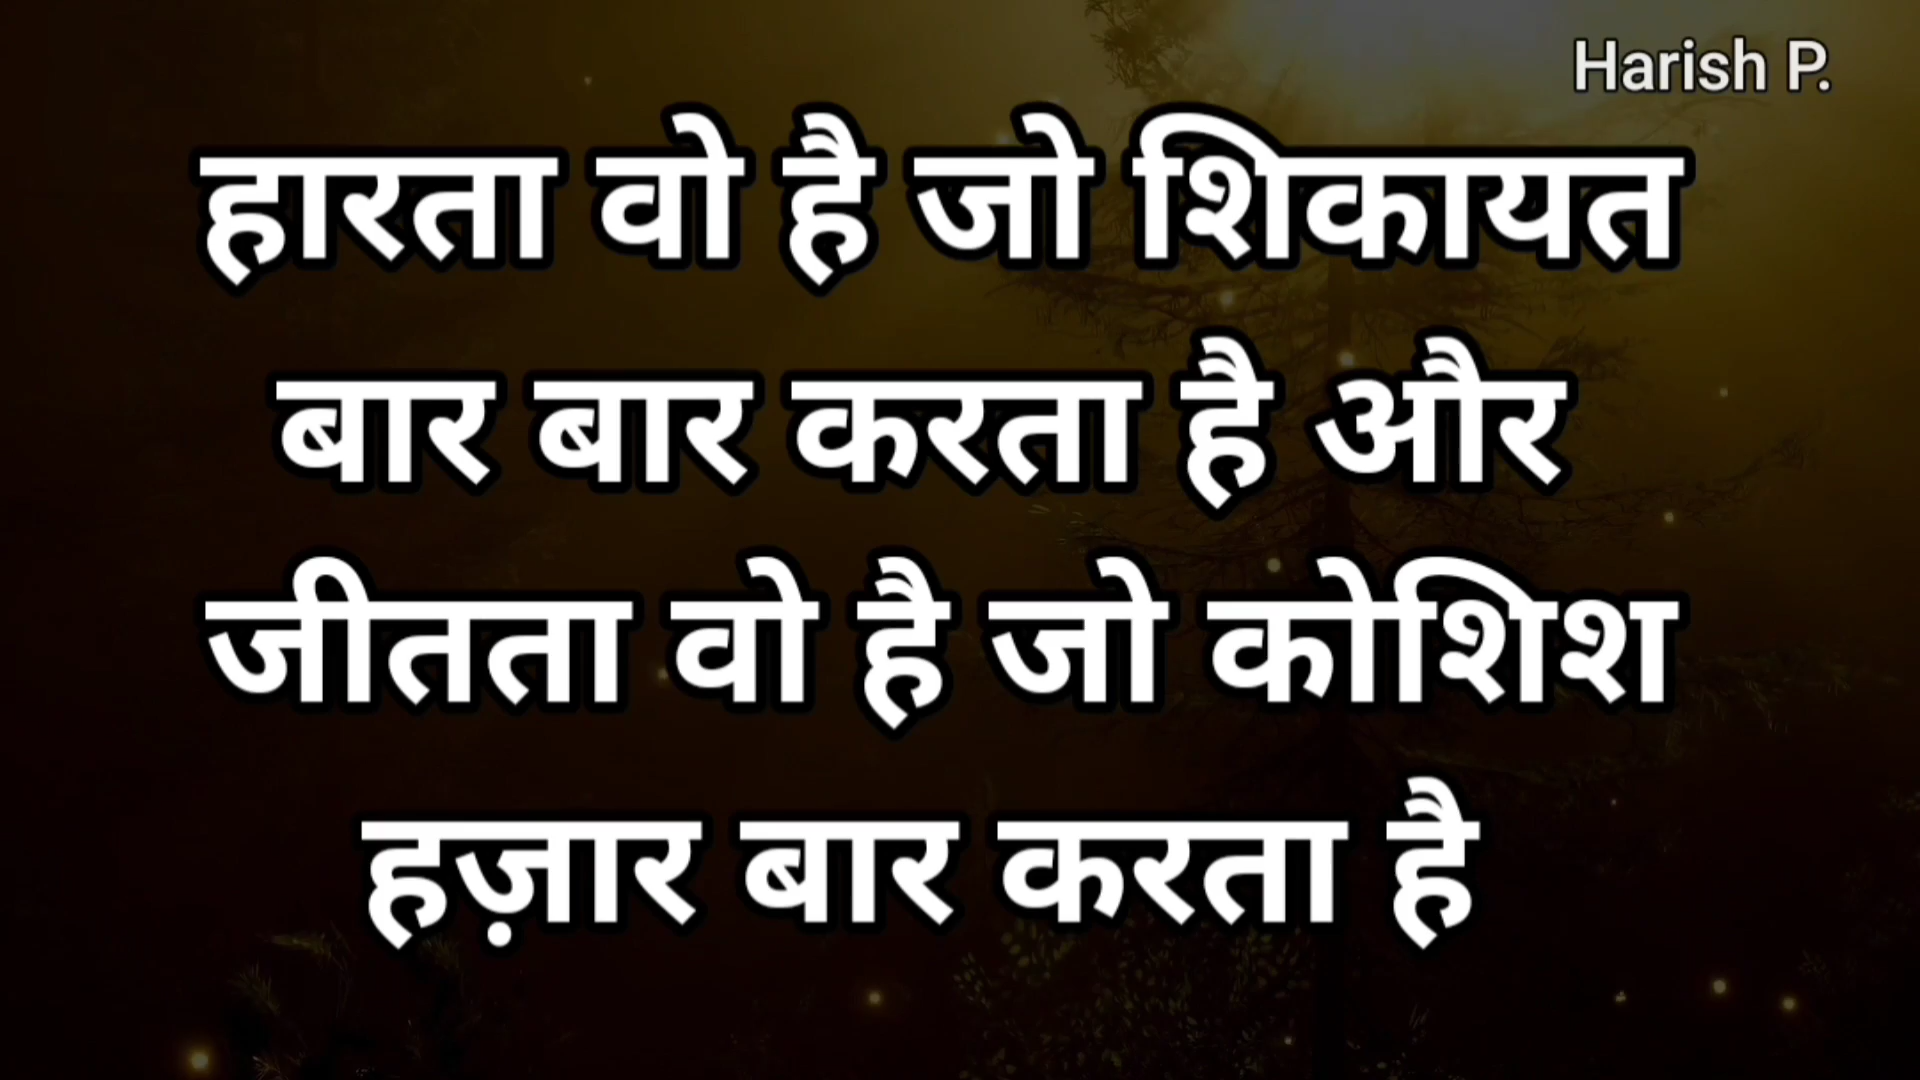 Harish P.
हारता वो है जो शिकायत
बार बार करता है और
जीतता वो है जो कोशिश
हज़ार बार करता है